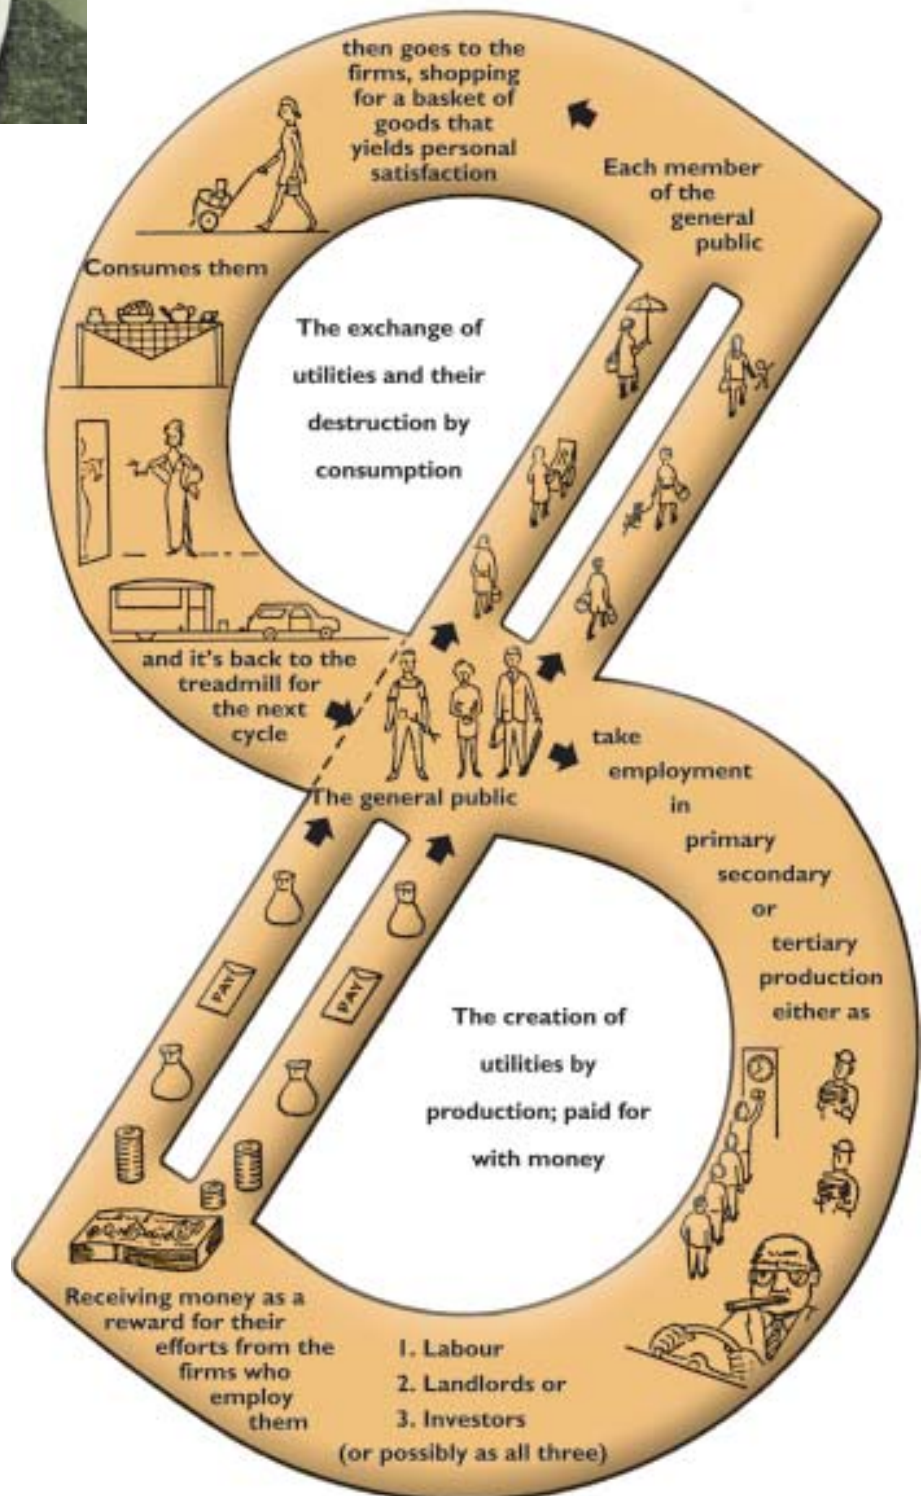 then goes to the
firms, shopping
for a basket of
goods that
yields personal
satisfaction
Each member
of the
general
public
Consumes them
The exchange of
utilities and their
destruction by
consumption
and it's back to the
treadmill for
the next
cycle
The general public
take
employment
in
primary
secondary
or
tertiary
production
either as
PAY
PAY
The creation of
utilities by
production; paid for
with money
Receiving money as a
reward for their
efforts from the
firms who
employ
them
1. Labour
2. Landlords or
3. Investors
(or possibly as all three)